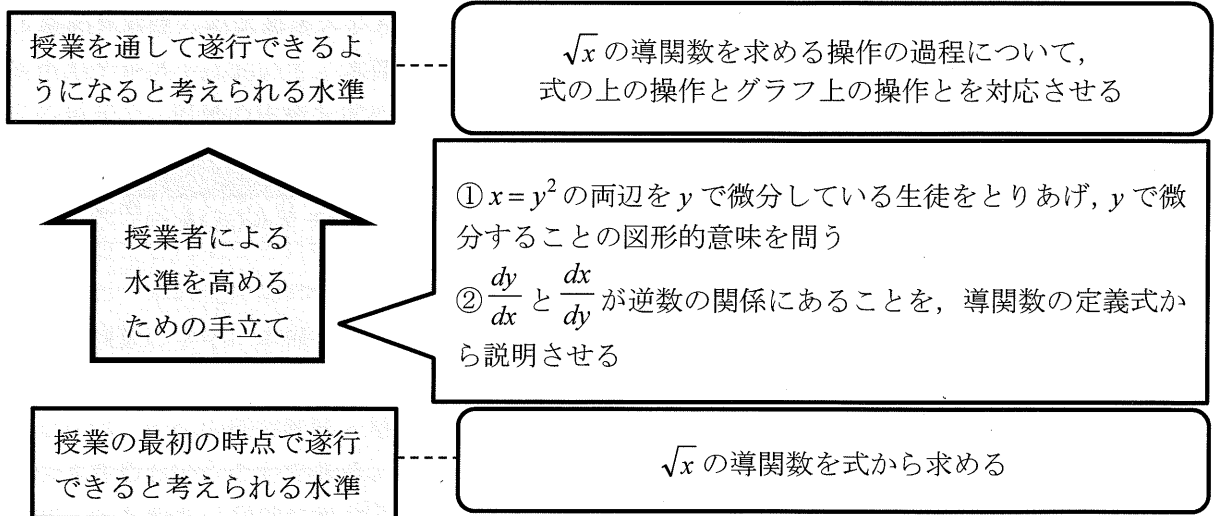 授業を通して遂行できるよ
うになると考えられる水準
√x の導関数を求める操作の過程について,
式の上の操作とグラフ上の操作とを対応させる
授業者による
水準を高める
ための手立て
① x = y² の両辺を y で微分している生徒をとりあげ, y で微
分することの図形的意味を問う
② dy/dx と dx/dy が逆数の関係にあることを, 導関数の定義式か
ら説明させる
授業の最初の時点で遂行
できると考えられる水準
√x の導関数を式から求める